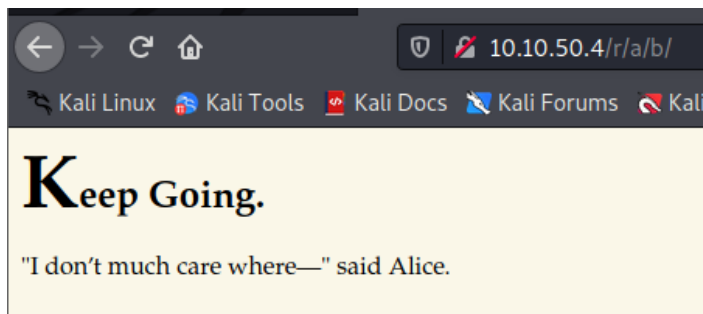 10.10.50.4/r/a/b/
Kali Linux Kali Tools Kali Docs Kali Forums Kali
Keep Going.
"I don’t much care where—" said Alice.